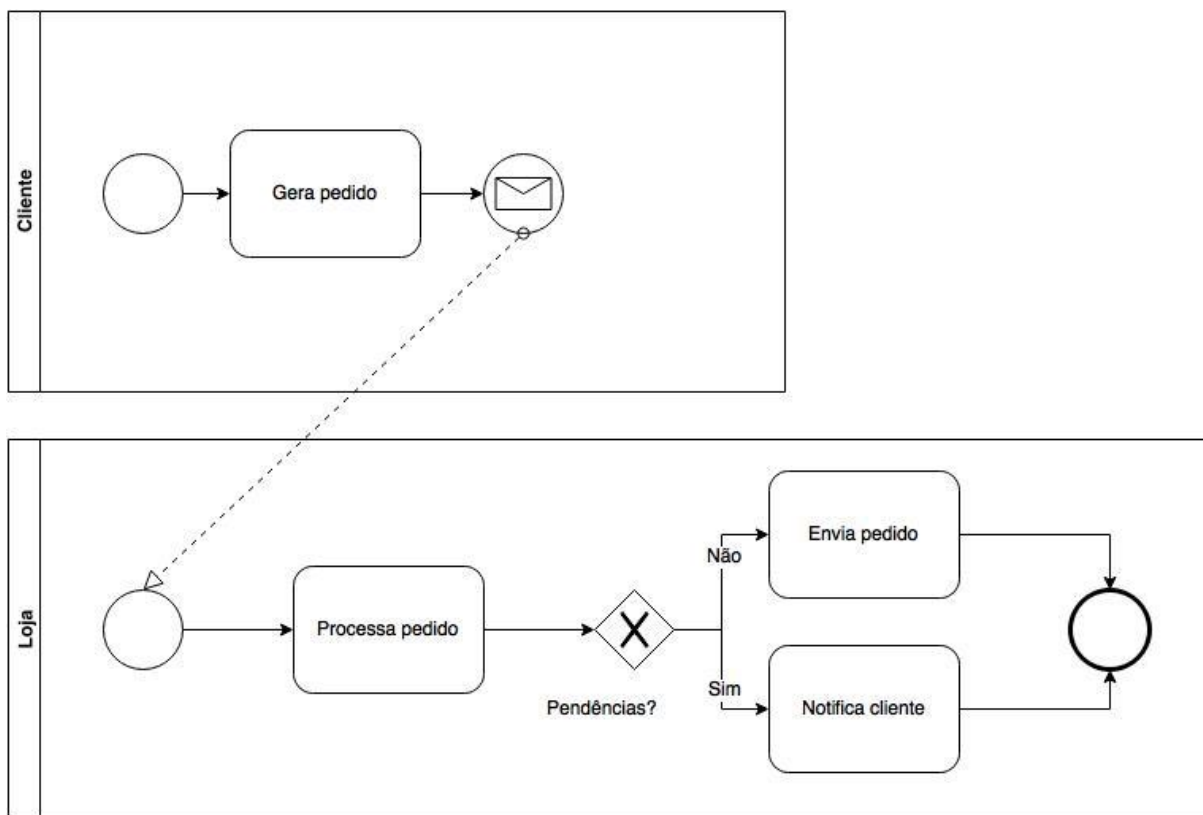 Cliente
Gera pedido
Loja
Processa pedido
Pendências?
Não
Sim
Envia pedido
Notifica cliente